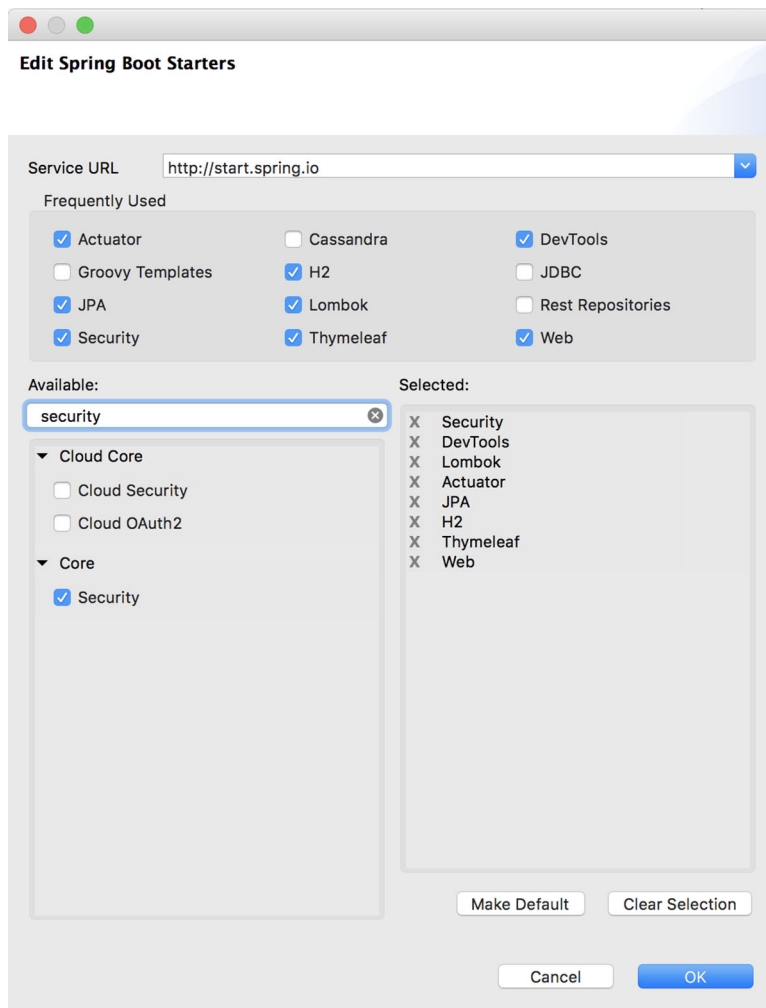 Edit Spring Boot Starters
Service URL http://start.spring.io
Frequently Used
Actuator Cassandra DevTools
Groovy Templates H2 JDBC
JPA Lombok Rest Repositories
Security Thymeleaf Web
Available:
security
Cloud Core
Cloud Security
Cloud OAuth2
Core
Security
Selected:
X Security
X DevTools
X Lombok
X Actuator
X JPA
X H2
X Thymeleaf
X Web
Make Default Clear Selection
Cancel OK